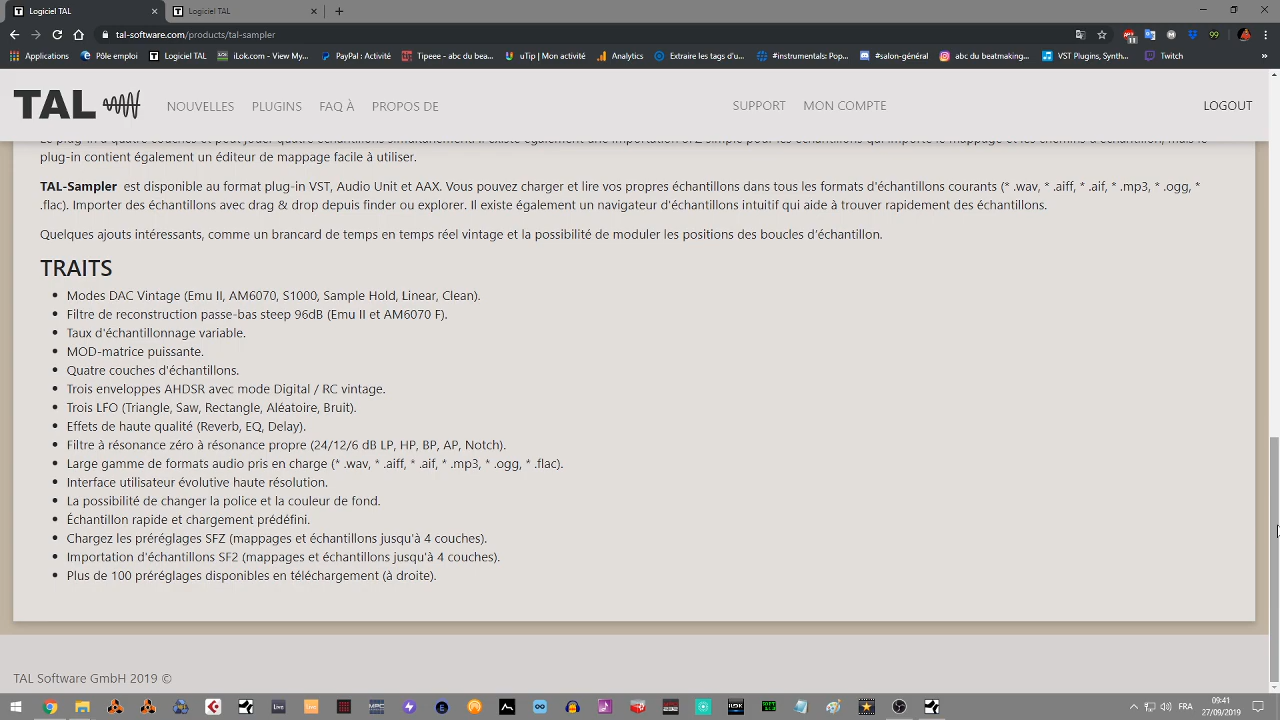 Logiciel TAL
Logiciel TAL
tal-software.com/products/tal-sampler
Applications
Pôle emploi
Logiciel TAL
iLok.com - View My...
PayPal : Activité
Tipeee - abc du bea...
uTip | Mon activité
Analytics
Extraire les tags d'u...
#instrumentals: Pop...
#salon-général
abc du beatmaking...
VST Plugins, Synth...
Twitch
»
TAL
NOUVELLES
PLUGINS
FAQ À
PROPOS DE
SUPPORT
MON COMPTE
LOGOUT
plug-in contient également un éditeur de mappage facile à utiliser.
TAL-Sampler est disponible au format plug-in VST, Audio Unit et AAX. Vous pouvez charger et lire vos propres échantillons dans tous les formats d'échantillons courants (* .wav, * .aiff, * .aif, * .mp3, * .ogg, *
.flac). Importer des échantillons avec drag & drop depuis finder ou explorer. Il existe également un navigateur d'échantillons intuitif qui aide à trouver rapidement des échantillons.
Quelques ajouts intéressants, comme un brancard de temps en temps réel vintage et la possibilité de moduler les positions des boucles d'échantillon.
TRAITS
• Modes DAC Vintage (Emu II, AM6070, S1000, Sample Hold, Linear, Clean).
• Filtre de reconstruction passe-bas steep 96dB (Emu II et AM6070 F).
• Taux d'échantillonnage variable.
• MOD-matrice puissante.
• Quatre couches d'échantillons.
• Trois enveloppes AHDSR avec mode Digital / RC vintage.
• Trois LFO (Triangle, Saw, Rectangle, Aléatoire, Bruit).
• Effets de haute qualité (Reverb, EQ, Delay).
• Filtre à résonance zéro à résonance propre (24/12/6 dB LP, HP, BP, AP, Notch).
• Large gamme de formats audio pris en charge (* .wav, * .aiff, * .aif, * .mp3, * .ogg, * .flac).
• Interface utilisateur évolutive haute résolution.
• La possibilité de changer la police et la couleur de fond.
• Échantillon rapide et chargement prédéfini.
• Chargez les préréglages SFZ (mappages et échantillons jusqu'à 4 couches).
• Importation d'échantillons SF2 (mappages et échantillons jusqu'à 4 couches).
• Plus de 100 préréglages disponibles en téléchargement (à droite).
TAL Software GmbH 2019 ©
FRA
09:41
27/09/2019